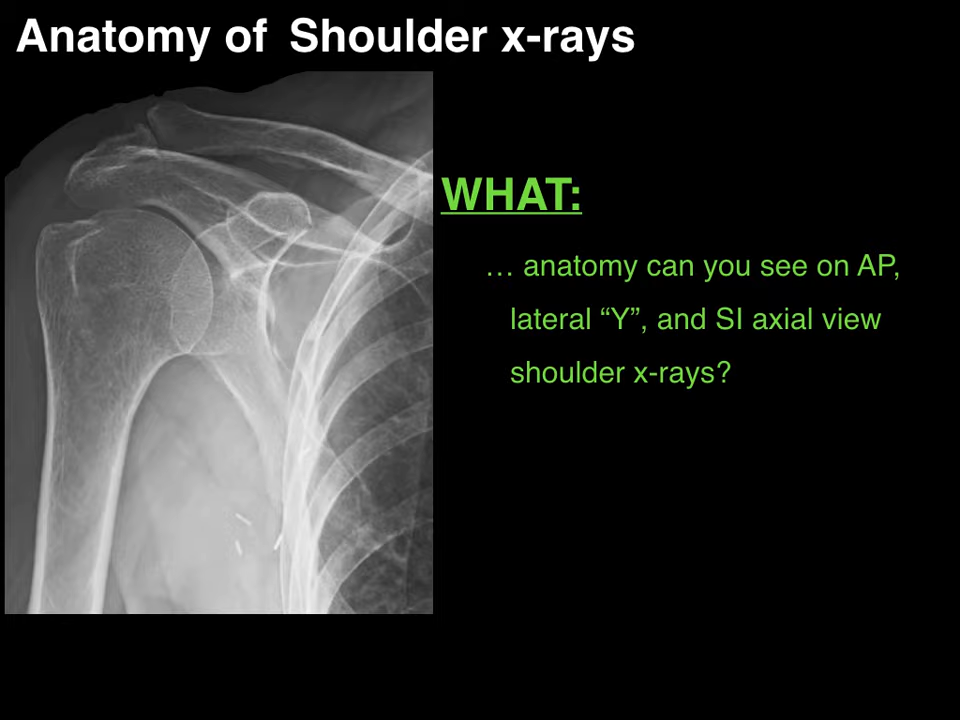 Anatomy of Shoulder x-rays
WHAT:
… anatomy can you see on AP,
lateral “Y”, and SI axial view
shoulder x-rays?